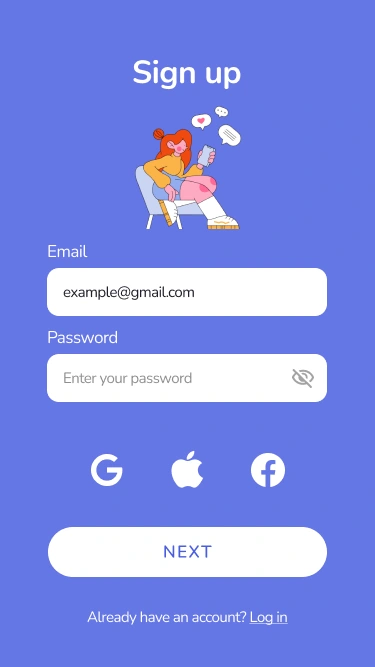 Sign up
Email
example@gmail.com
Password
Enter your password
NEXT
Already have an account? Log in